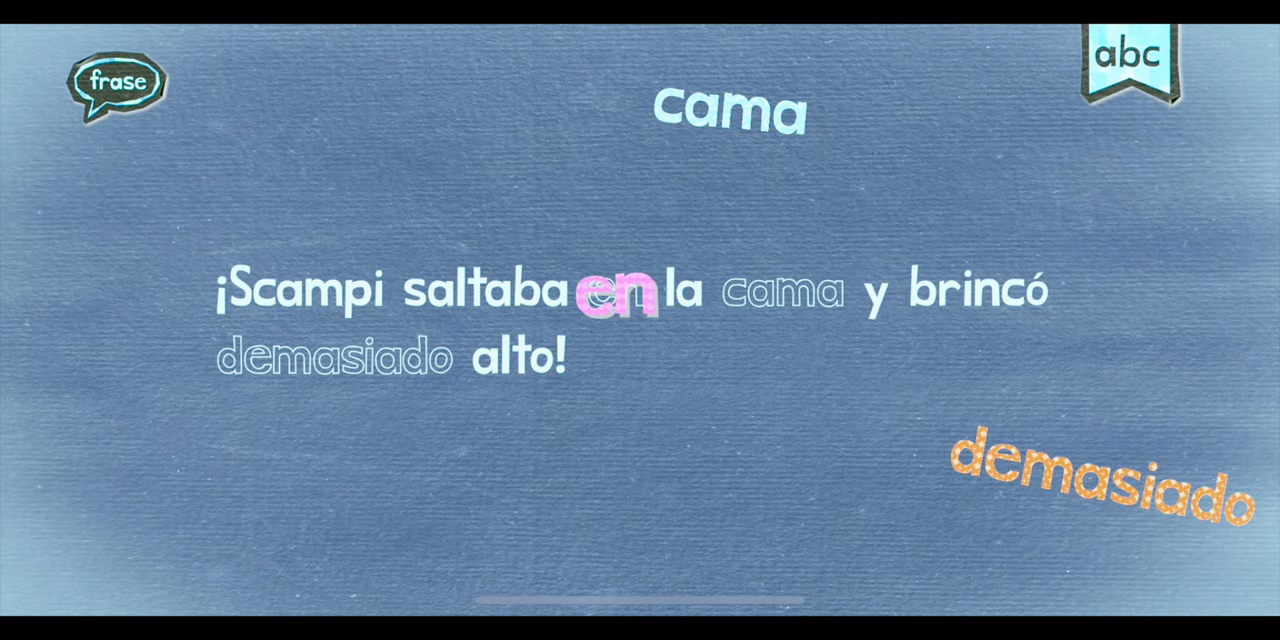 frase
abc
cama
¡Scampi saltaba en la cama y brincó
demasiado alto!
demasiado